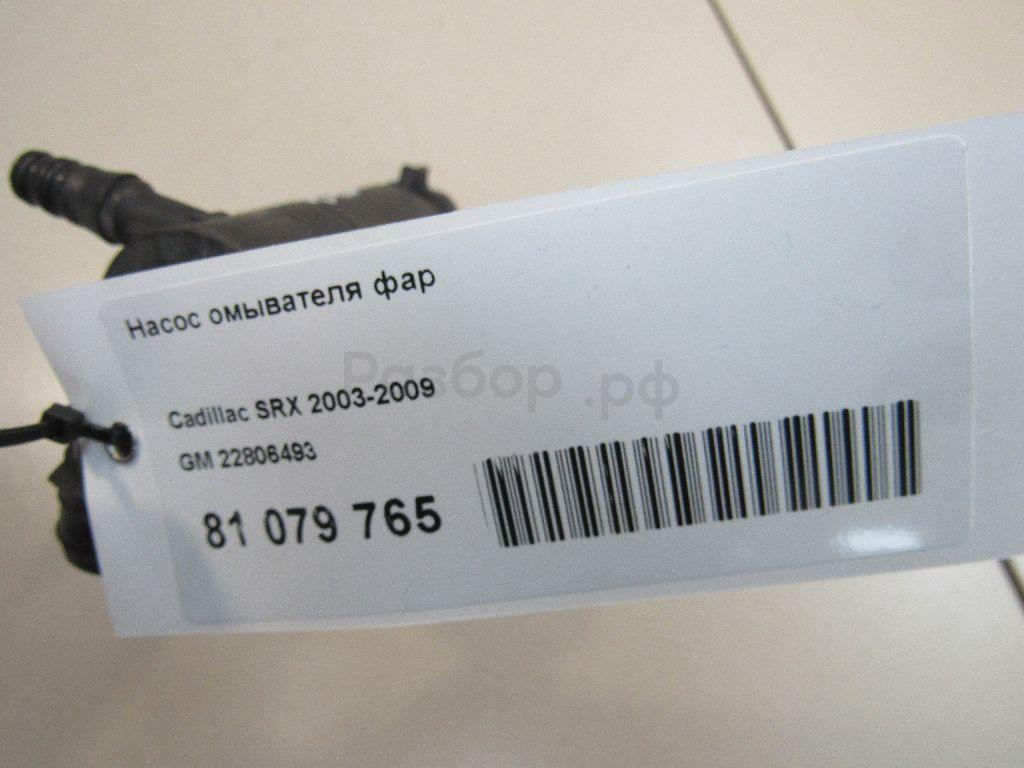 Насос омывателя фар
Разбор.рф
Cadillac SRX 2003-2009
GM 22806493
81 079 765